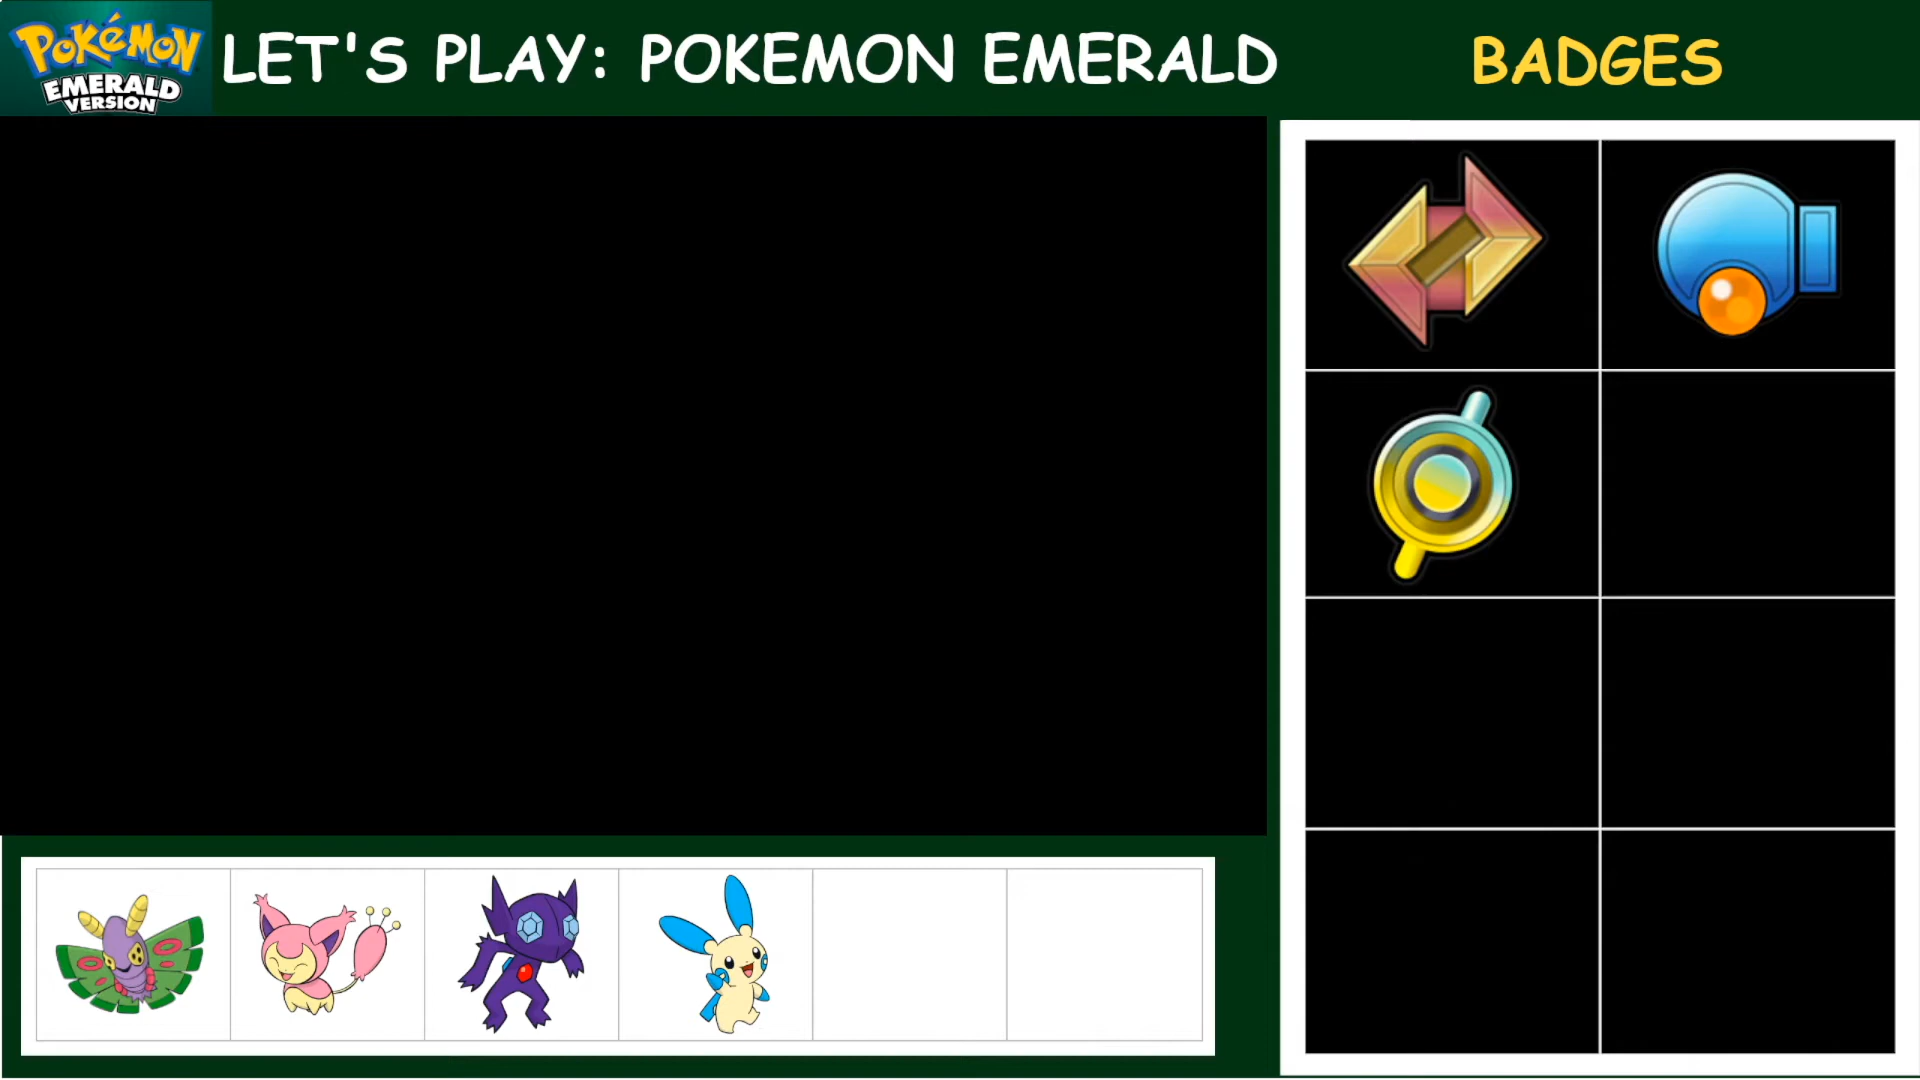 POKéMON
EMERALD
VERSION
LET'S PLAY: POKEMON EMERALD
BADGES